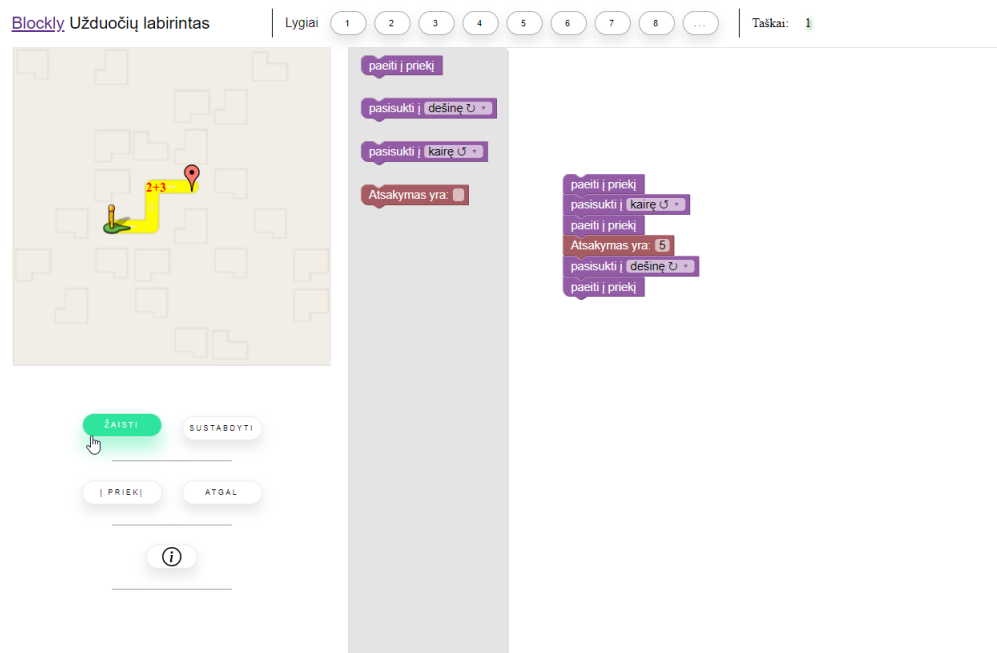 Blockly Užduočių labirintas
Lygiai 1 2 3 4 5 6 7 8 ... Taškai: 1
2+3
ŽAISTI SUSTABDYTI
Į PRIEKĮ ATGAL
i
paeiti į priekį
pasisukti į dešinę ↻
pasisukti į kairę ↺
Atsakymas yra:
paeiti į priekį
pasisukti į kairę ↺
paeiti į priekį
Atsakymas yra: 5
pasisukti į dešinę ↻
paeiti į priekį